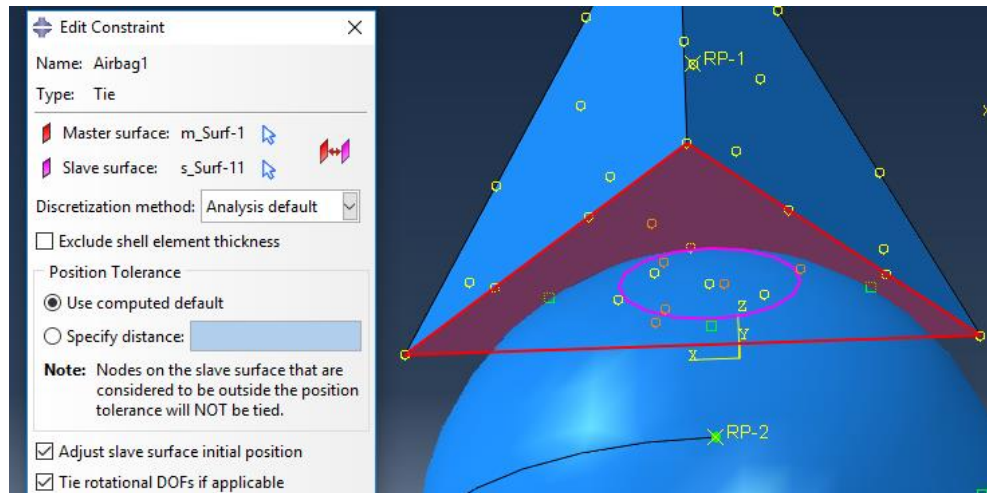 Edit Constraint
Name: Airbag1
Type: Tie
Master surface: m_Surf-1
Slave surface: s_Surf-11
Discretization method: Analysis default
Exclude shell element thickness
Position Tolerance
Use computed default
Specify distance:
Note: Nodes on the slave surface that are
considered to be outside the position
tolerance will NOT be tied.
Adjust slave surface initial position
Tie rotational DOFs if applicable
RP-1
Z
Y
X
RP-2